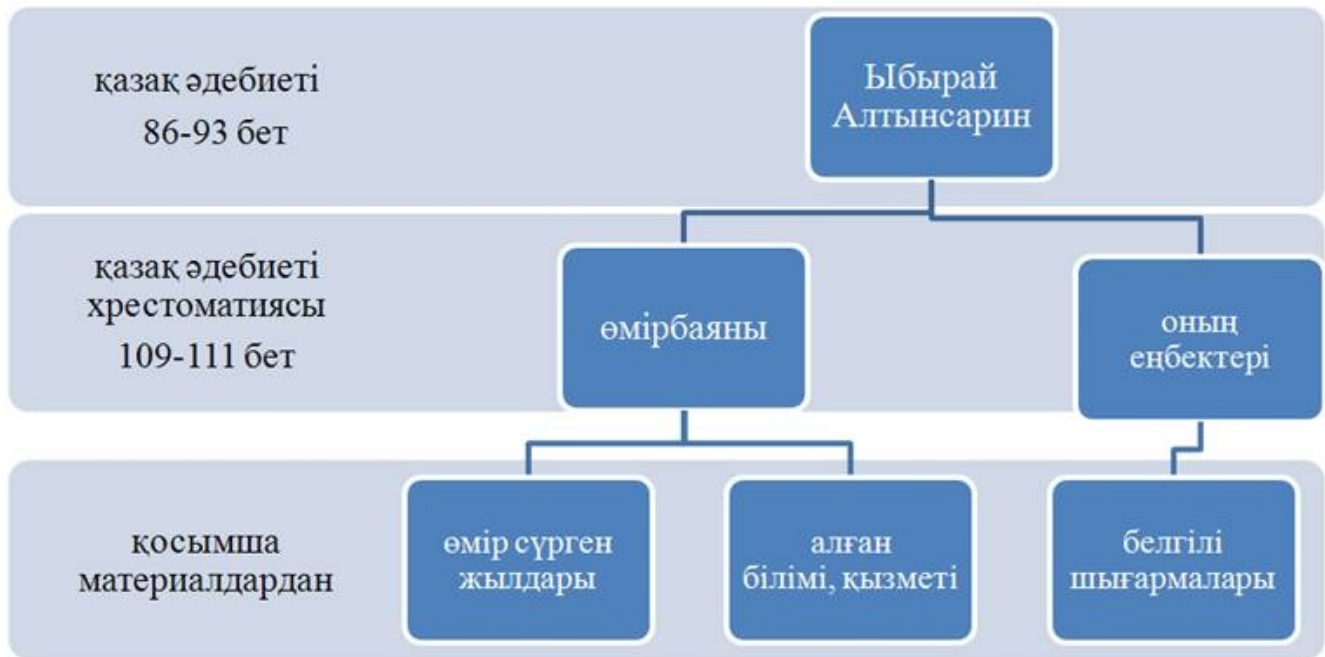 қазақ әдебиеті
86-93 бет
Ыбырай
Алтынсарин
қазақ әдебиеті
хрестоматиясы
109-111 бет
өмірбаяны
оның
еңбектері
қосымша
материалдардан
өмір сүрген
жылдары
алған
білімі, қызметі
белгілі
шығармалары